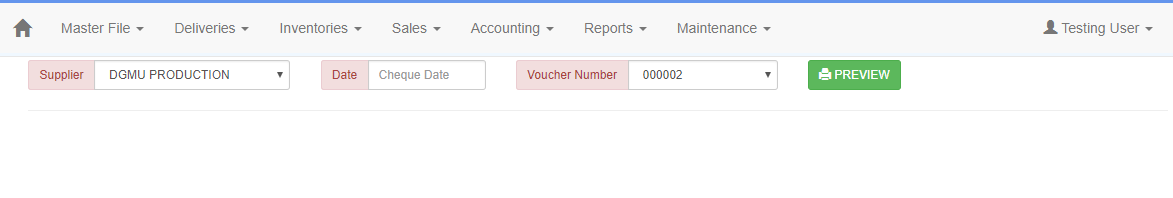 Master File Deliveries Inventories Sales Accounting Reports Maintenance Testing User
Supplier DGMU PRODUCTION Date Cheque Date Voucher Number 000002 PREVIEW